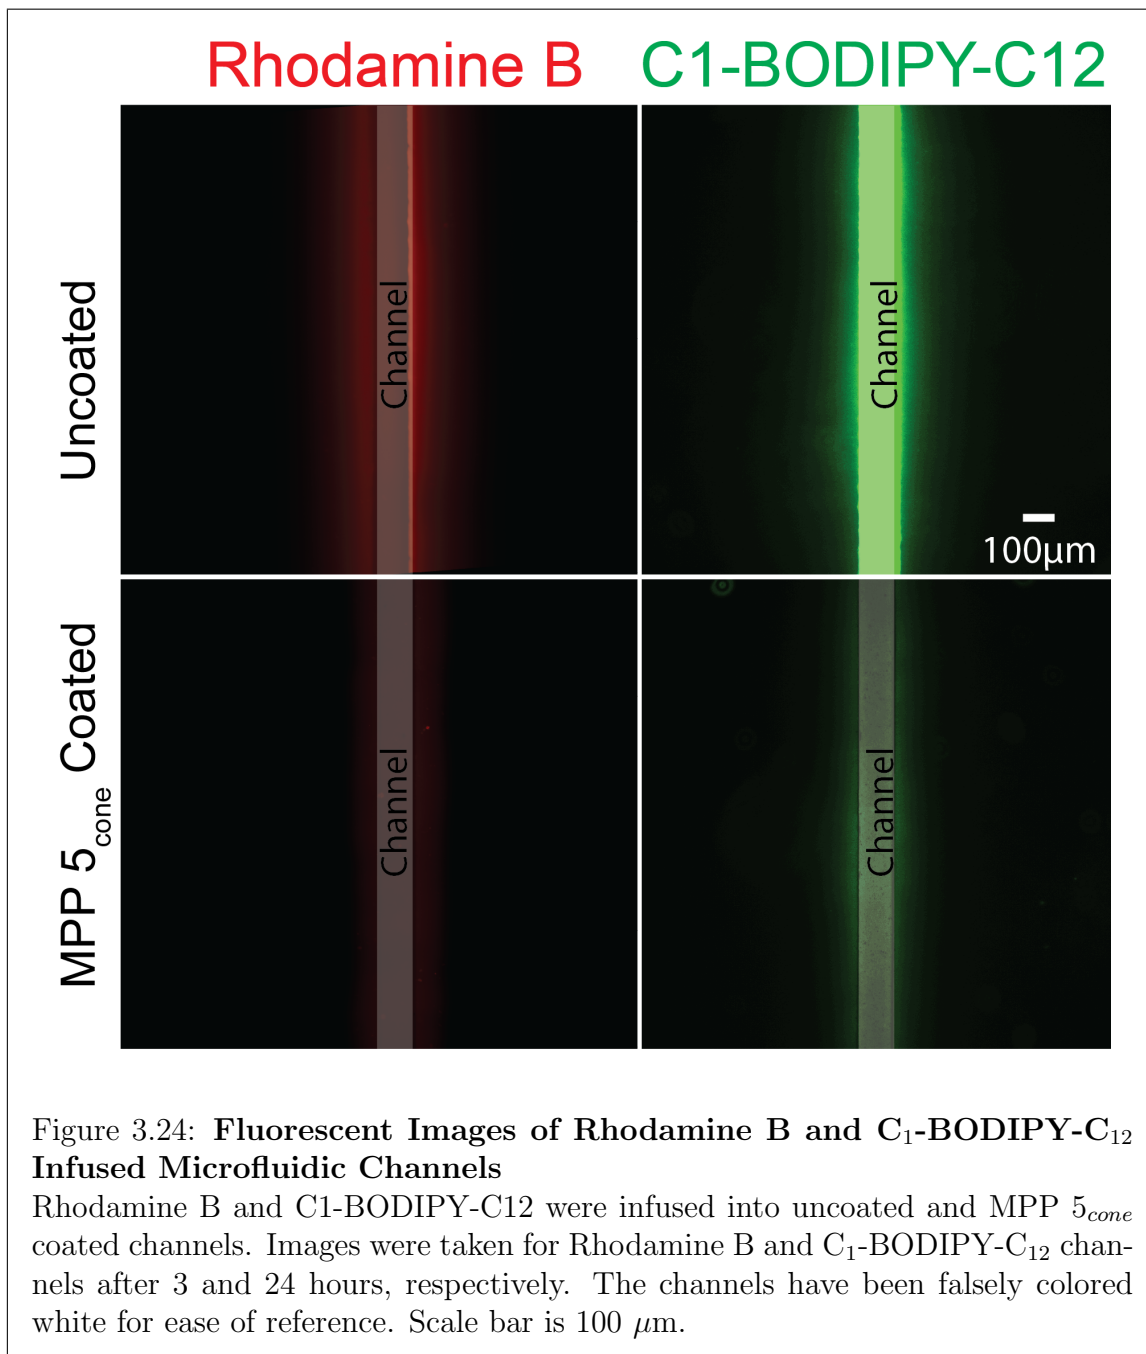 Rhodamine B C1-BODIPY-C12
Uncoated
Channel
Channel
100μm
MPP 5cone Coated
Channel
Channel
Figure 3.24: Fluorescent Images of Rhodamine B and C1-BODIPY-C12
Infused Microfluidic Channels
Rhodamine B and C1-BODIPY-C12 were infused into uncoated and MPP 5cone
coated channels. Images were taken for Rhodamine B and C1-BODIPY-C12 chan-
nels after 3 and 24 hours, respectively. The channels have been falsely colored
white for ease of reference. Scale bar is 100 μm.